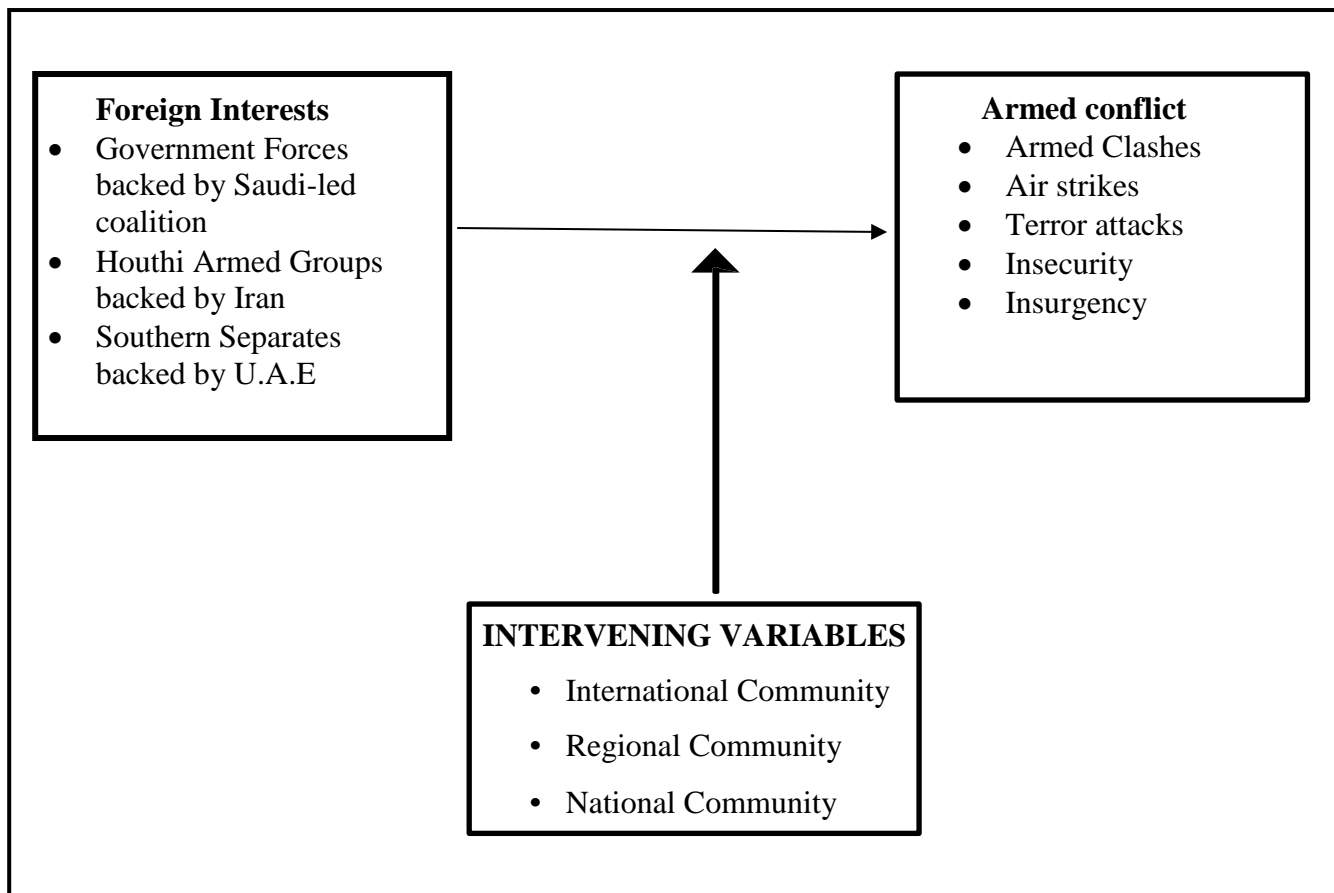 Foreign Interests
• Government Forces
backed by Saudi-led
coalition
• Houthi Armed Groups
backed by Iran
• Southern Separates
backed by U.A.E
Armed conflict
• Armed Clashes
• Air strikes
• Terror attacks
• Insecurity
• Insurgency
INTERVENING VARIABLES
• International Community
• Regional Community
• National Community